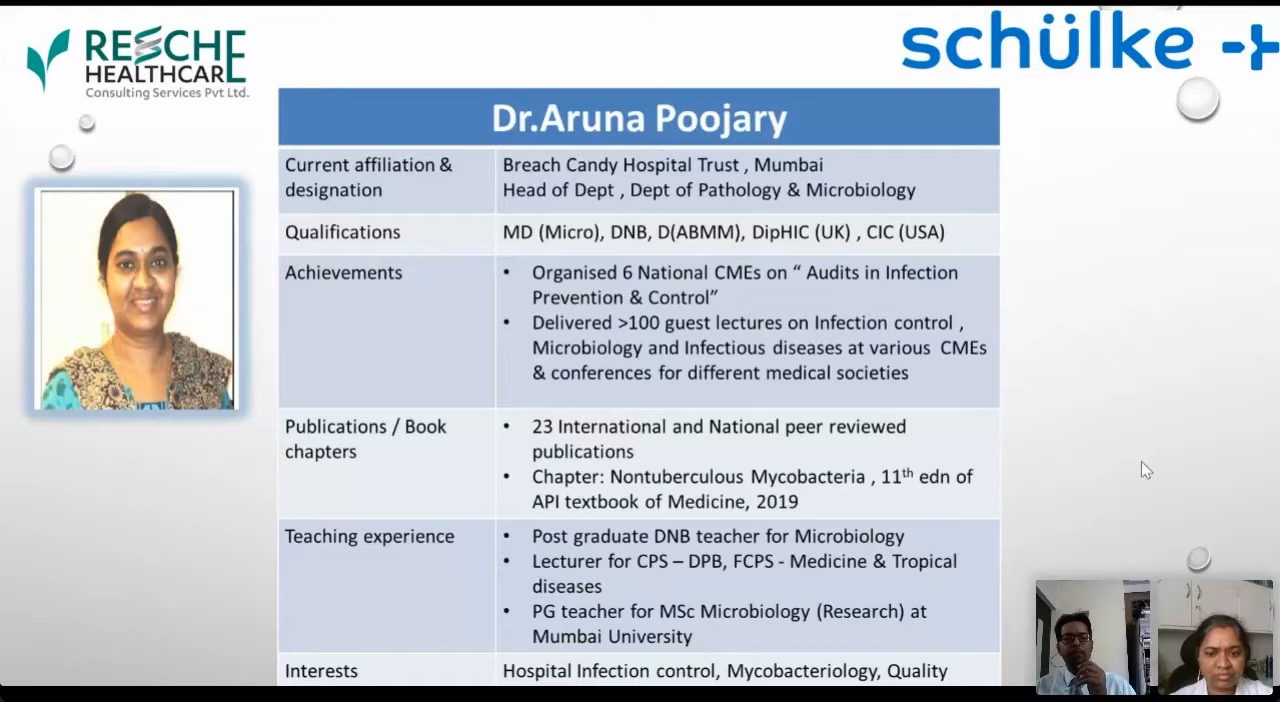 RESCHE
HEALTHCARE
Consulting Services Pvt Ltd.
schülke
Dr.Aruna Poojary
Current affiliation &
designation
Breach Candy Hospital Trust , Mumbai
Head of Dept , Dept of Pathology & Microbiology
Qualifications
MD (Micro), DNB, D(ABMM), DipHIC (UK) , CIC (USA)
Achievements
• Organised 6 National CMEs on “ Audits in Infection
Prevention & Control”
• Delivered >100 guest lectures on Infection control ,
Microbiology and Infectious diseases at various CMEs
& conferences for different medical societies
Publications / Book
chapters
• 23 International and National peer reviewed
publications
• Chapter: Nontuberculous Mycobacteria , 11th edn of
API textbook of Medicine, 2019
Teaching experience
• Post graduate DNB teacher for Microbiology
• Lecturer for CPS – DPB, FCPS - Medicine & Tropical
diseases
• PG teacher for MSc Microbiology (Research) at
Mumbai University
Interests
Hospital Infection control, Mycobacteriology, Quality